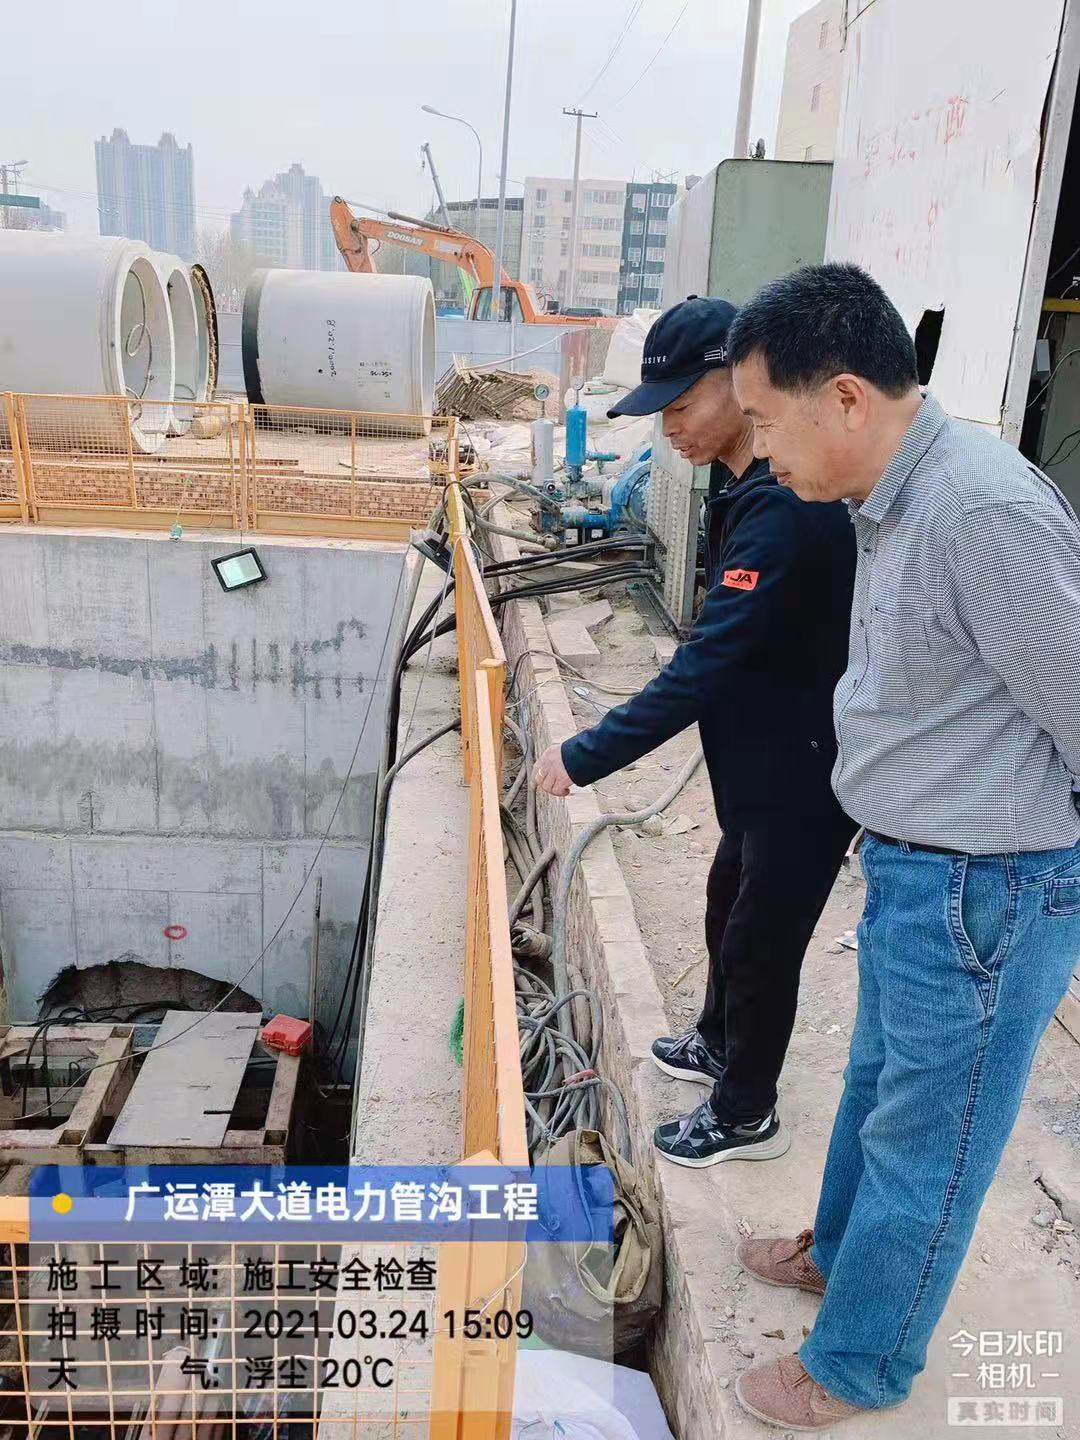 DOOSAN
JA
广运潭大道电力管沟工程
施工区域: 施工安全检查
拍摄时间: 2021.03.24 15:09
天气: 浮尘 20℃
今日水印
相机
真实时间